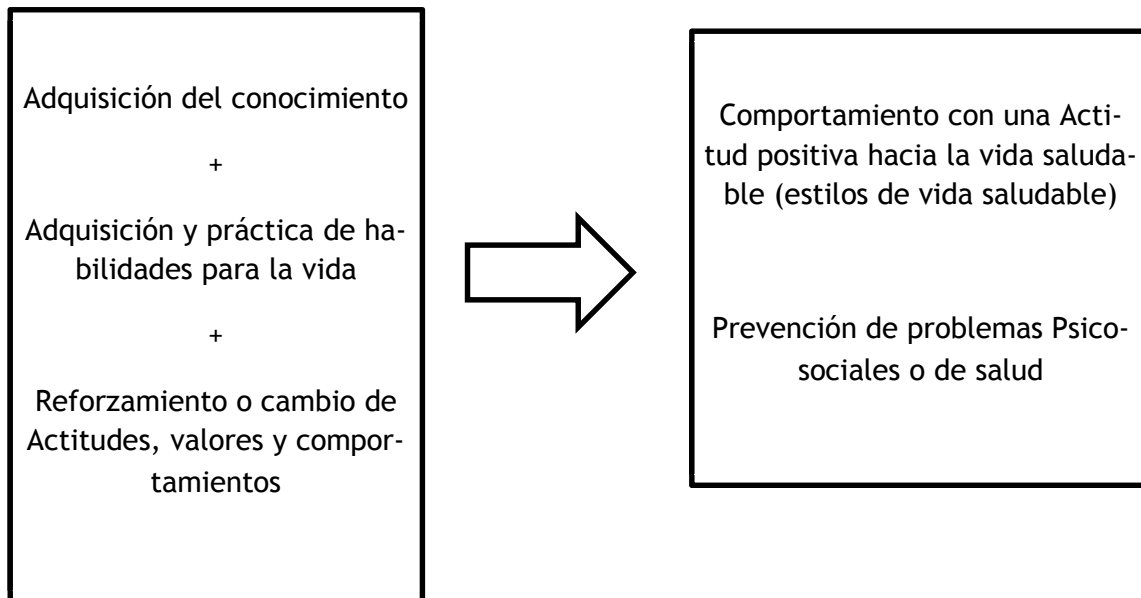 Adquisición del conocimiento
+
Adquisición y práctica de ha-
bilidades para la vida
+
Reforzamiento o cambio de
Actitudes, valores y compor-
tamientos
Comportamiento con una Acti-
tud positiva hacia la vida saluda-
ble (estilos de vida saludable)
Prevención de problemas Psico-
sociales o de salud